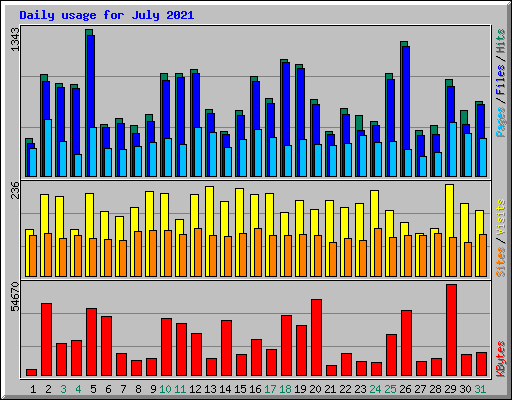 Daily usage for July 2021
1343
Pages / Files / Hits
236
Sites / Visits
54670
KBytes
1 2 3 4 5 6 7 8 9 10 11 12 13 14 15 16 17 18 19 20 21 22 23 24 25 26 27 28 29 30 31